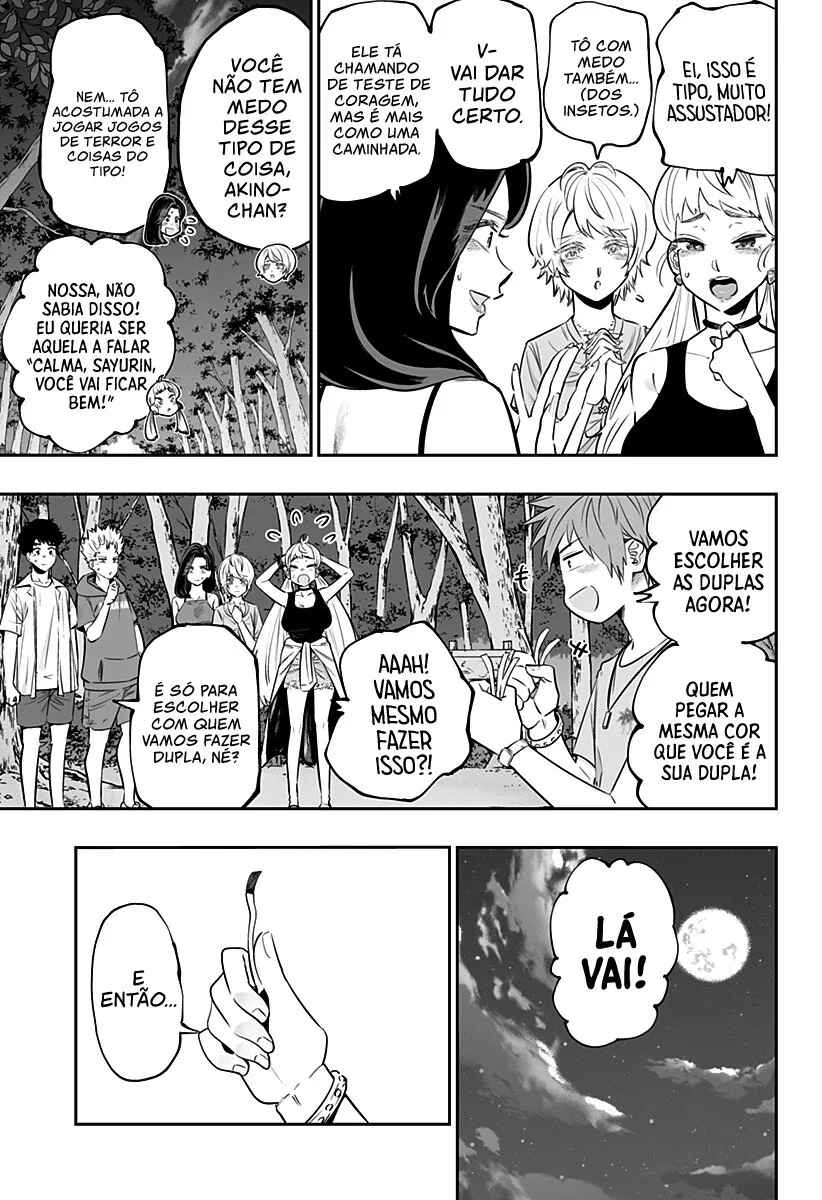 EI, ISSO É
TIPO, MUITO
ASSUSTADOR!
TÔ COM
MEDO
TAMBÉM...
(DOS
INSETOS.)
V-
VAI DAR
TUDO
CERTO.
ELE TÁ
CHAMANDO
DE TESTE DE
CORAGEM,
MAS É MAIS
COMO UMA
CAMINHADA.
VOCÊ
NÃO TEM
MEDO
DESSE
TIPO DE
COISA,
AKINO-
CHAN?
NEM... TÔ
ACOSTUMADA A
JOGAR JOGOS
DE TERROR E
COISAS DO
TIPO!
NOSSA, NÃO
SABIA DISSO!
EU QUERIA SER
AQUELA A FALAR
“CALMA, SAYURIN,
VOCÊ VAI FICAR
BEM!”
VAMOS
ESCOLHER
AS DUPLAS
AGORA!
QUEM
PEGAR A
MESMA COR
QUE VOCÊ É A
SUA DUPLA!
AAAH!
VAMOS
MESMO
FAZER
ISSO?!
É SÓ PARA
ESCOLHER
COM QUEM
VAMOS FAZER
DUPLA, NÉ?
LÁ
VAI!
E
ENTÃO...